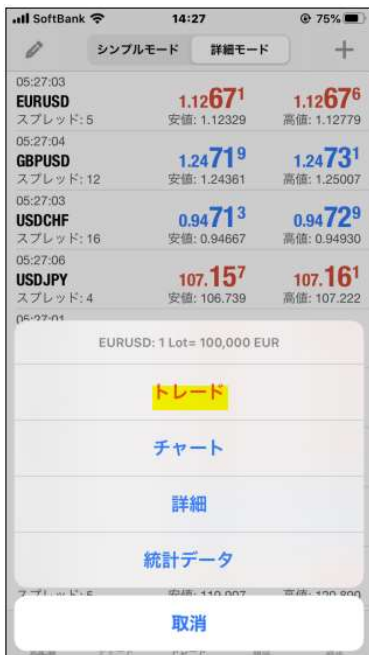 SoftBank 14:27 75%
シンプルモード 詳細モード
05:27:03
EURUSD 1.12671 1.12676
スプレッド: 5 安値: 1.12329 高値: 1.12779
05:27:04
GBPUSD 1.24719 1.24731
スプレッド: 12 安値: 1.24361 高値: 1.25007
05:27:03
USDCHF 0.94713 0.94729
スプレッド: 16 安値: 0.94667 高値: 0.94930
05:27:06
USDJPY 107.157 107.161
スプレッド: 4 安値: 106.739 高値: 107.222
05:27:01
EURUSD: 1 Lot= 100,000 EUR
トレード
チャート
詳細
統計データ
取消